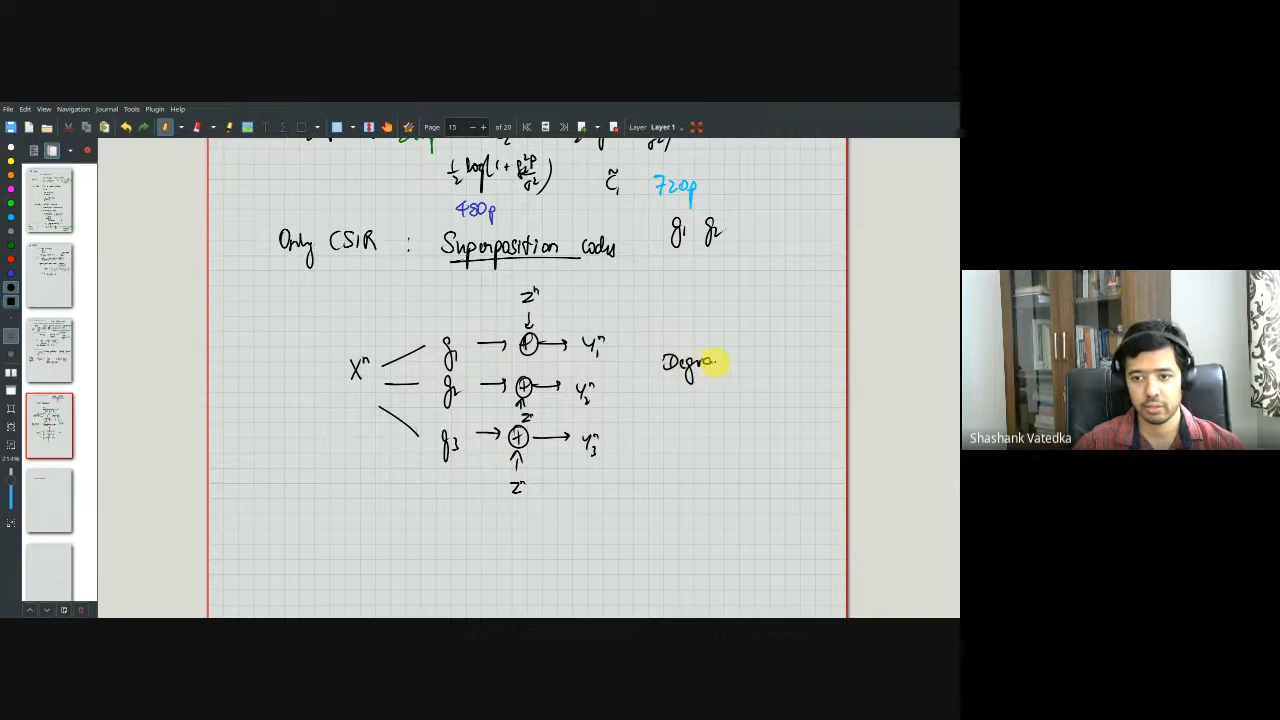 File Edit View Navigation Journal Tools Plugin Help
Page 15 of 20 Layer Layer 1
1/2 log(1 + g₂²P/σ²) C̃₁ 720p
480p
g₁ g₂
Only CSIR : Superposition codes
Zⁿ
g₁ → ⊕ → Y₁ⁿ
Xⁿ Degra
g₂ → ⊕ → Y₂ⁿ
Zⁿ
g₃ → ⊕ → Y₃ⁿ
Zⁿ
214%
Shashank Vatedka